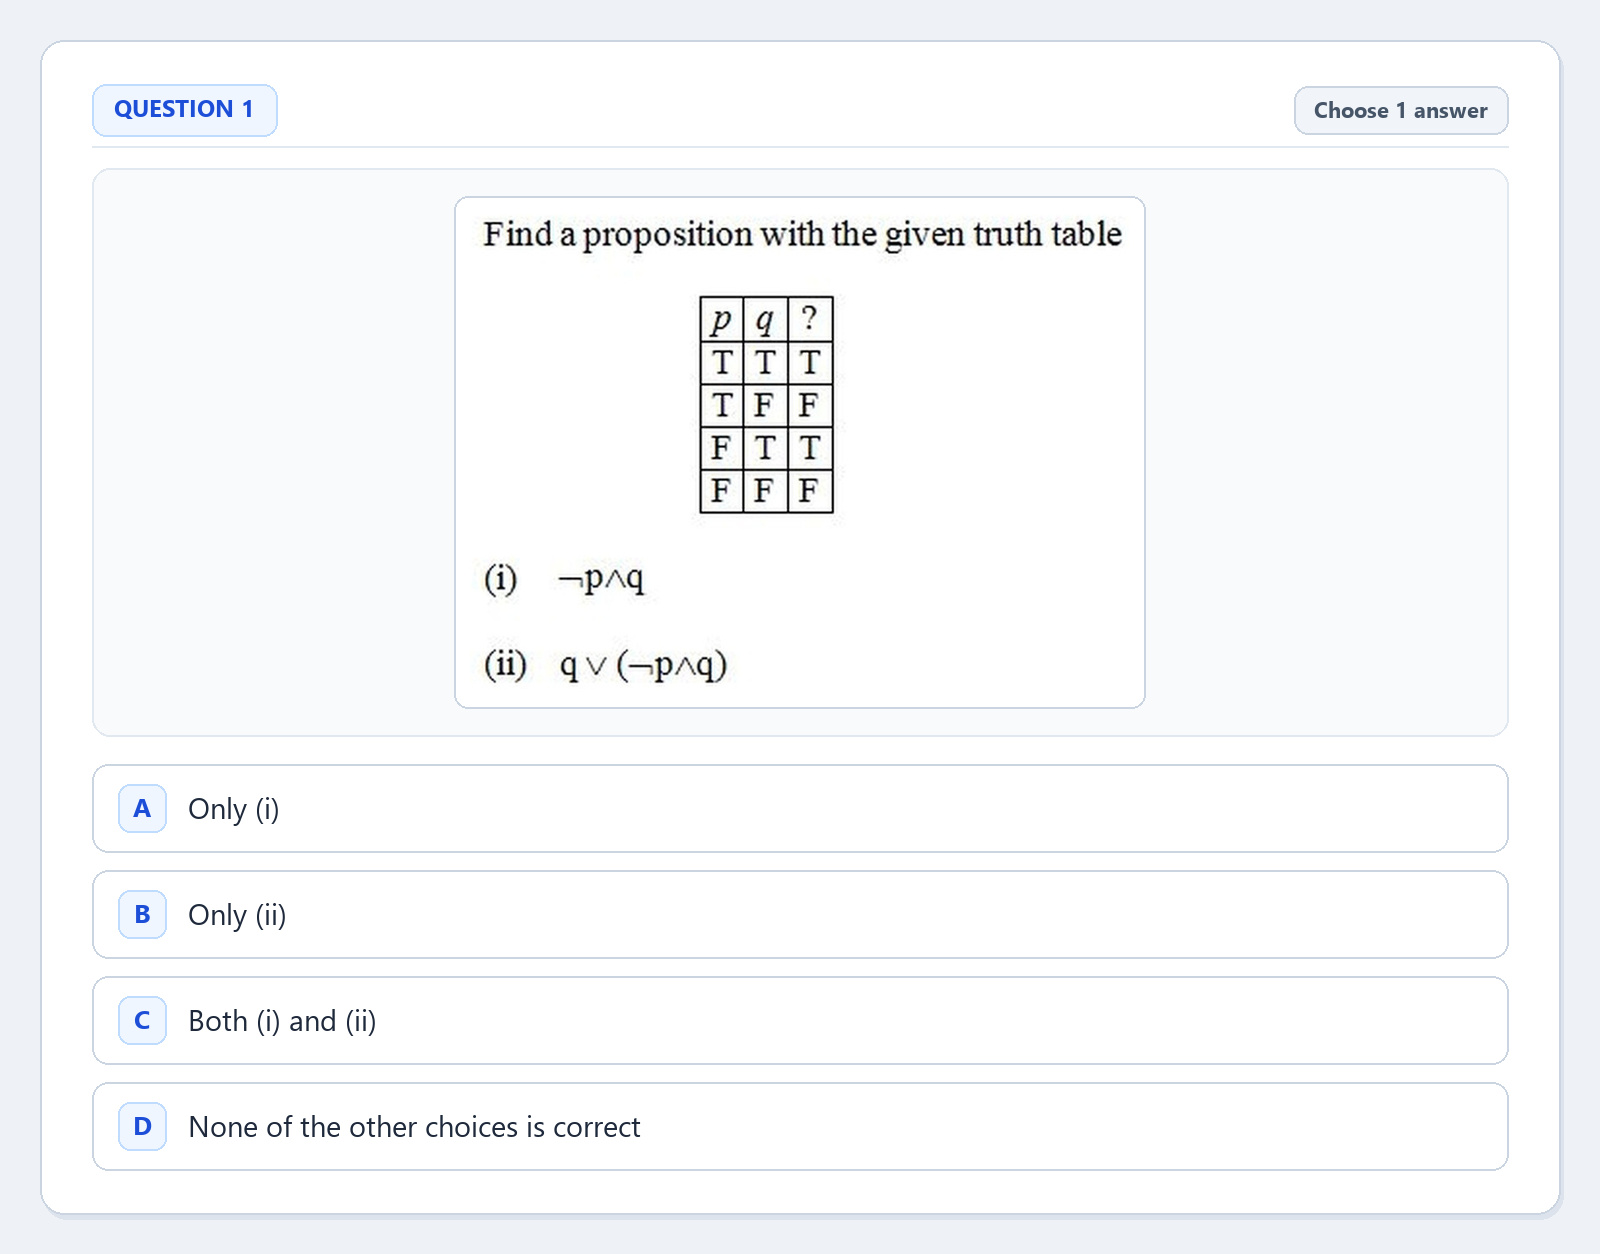 QUESTION 1
Choose 1 answer
Find a proposition with the given truth table
p q ?
T T T
T F F
F T T
F F F
(i) ¬p∧q
(ii) q ∨ (¬p∧q)
A Only (i)
B Only (ii)
C Both (i) and (ii)
D None of the other choices is correct